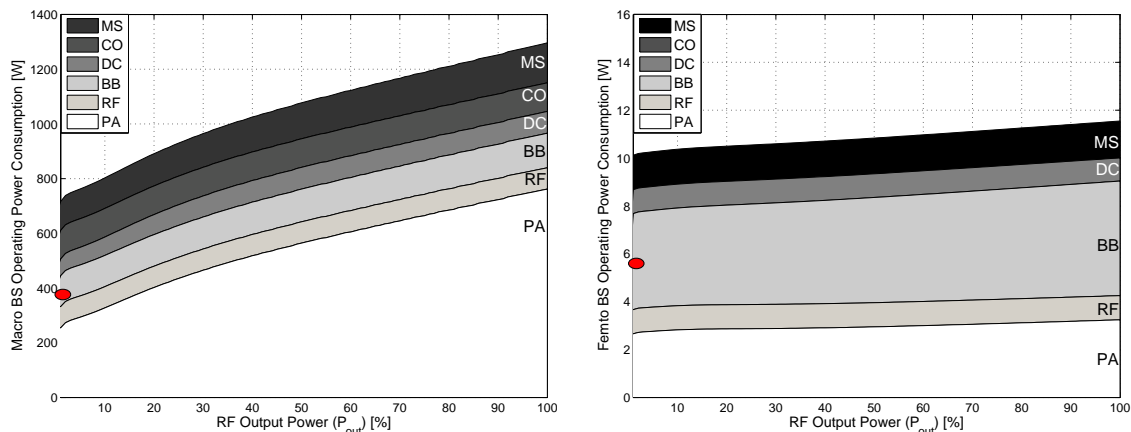 Macro BS Operating Power Consumption [W]
1400
1200
1000
800
600
400
200
0
MS
CO
DC
BB
RF
PA
MS
CO
DC
BB
RF
PA
10 20 30 40 50 60 70 80 90 100
RF Output Power (Pout) [%]
Femto BS Operating Power Consumption [W]
16
14
12
10
8
6
4
2
0
MS
CO
DC
BB
RF
PA
MS
DC
BB
RF
PA
10 20 30 40 50 60 70 80 90 100
RF Output Power (Pout) [%]